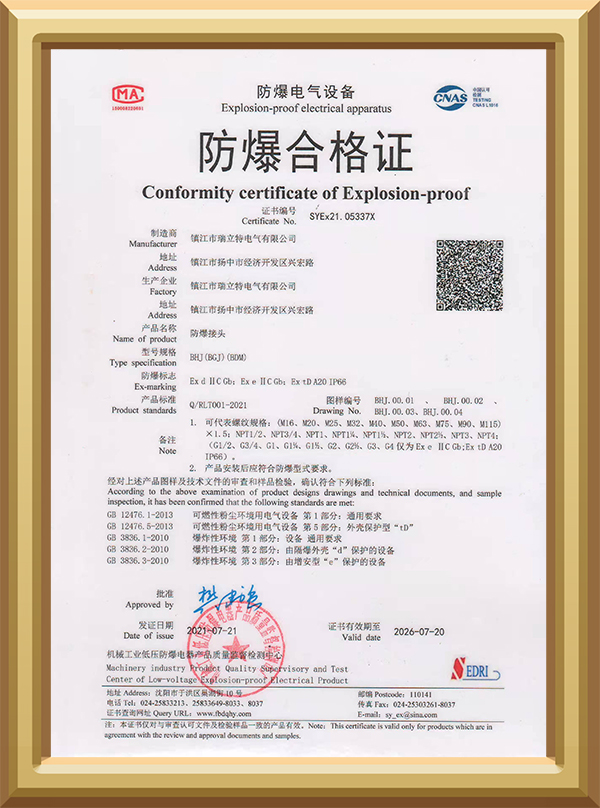 MA
180008220691
防爆电气设备
Explosion-proof electrical apparatus
CNAS
中国认可
检测
TESTING
CNAS L1018
防爆合格证
Conformity certificate of Explosion-proof
证书编号
Certificate No. SYEx21.05337X
制造商 镇江市瑞立特电气有限公司
Manufacturer
地址 镇江市扬中市经济开发区兴宏路
Address
生产企业 镇江市瑞立特电气有限公司
Factory
地址 镇江市扬中市经济开发区兴宏路
Address
产品名称 防爆接头
Name of product
型号规格 BHJ(BGJ)(BDM)
Type specification
防爆标志 Ex d ⅡC Gb; Ex e ⅡC Gb; Ex tD A20 IP66
Ex-marking
产品标准 Q/RLT001-2021 图样编号 BHJ.00.01 、 BHJ.00.02 、
Product standards Drawing No. BHJ.00.03、BHJ.00.04
备注
Note
1. 可代表螺纹规格:(M16、M20、M25、M32、M40、M50、M63、M75、M90、M115)
×1.5; NPT1/2、NPT3/4、NPT1、NPT1¼、NPT1½、NPT2、NPT2½、NPT3、NPT4;
(G1/2、G3/4、G1、G1¼、G1½、G2、G2½、G3、G4 仅为 Ex e ⅡC Gb; Ex tD A20
IP66)。
2. 产品安装后应符合防爆型式要求。
经对上述产品图样及技术文件的审查和样品检验,确认符合下列标准:
According to the above examination of product designs drawings and technical documents, and sample
inspection, it has been confirmed that the following standards are met:
GB 12476.1-2013 可燃性粉尘环境用电气设备 第 1 部分:通用要求
GB 12476.5-2013 可燃性粉尘环境用电气设备 第 5 部分:外壳保护型“tD”
GB 3836.1-2010 爆炸性环境 第 1 部分:设备 通用要求
GB 3836.2-2010 爆炸性环境 第 2 部分:由隔爆外壳“d”保护的设备
GB 3836.3-2010 爆炸性环境 第 3 部分:由增安型“e”保护的设备
批准
Approved by
发证日期 2021-07-21 证书有效期至 2026-07-20
Date of issue Valid date
机械工业低压防爆电器产品质量监督检测中心
Machinery industry Product Quality Supervisory and Test
Center of Low-voltage Explosion-proof Electrical Product
SEDRI
地址 Address: 沈阳市于洪区巢湖街 10 号 邮编 Postcode: 110141
电话 Tel: 024-25833213、25833649-8033、8037 传真 Fax: 024-25303261-8037
证书查询网址 Query URL: www.fbdqhy.com E-mail: sy_ex@sina.com
注:本证书仅对与审查认可文件及检验样品一致的产品有效。Note: This certificate is valid only for products which are in
agreement with the review and approval documents and samples.